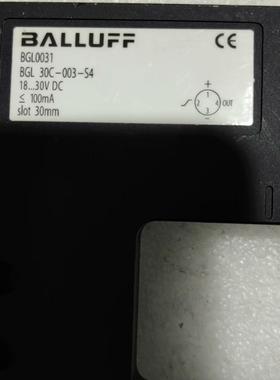 BALLUFF CE
BGL0031
BGL 30C-003-S4
18...30V DC
≤ 100mA
slot 30mm
+
1
2 4 OUT
3
−